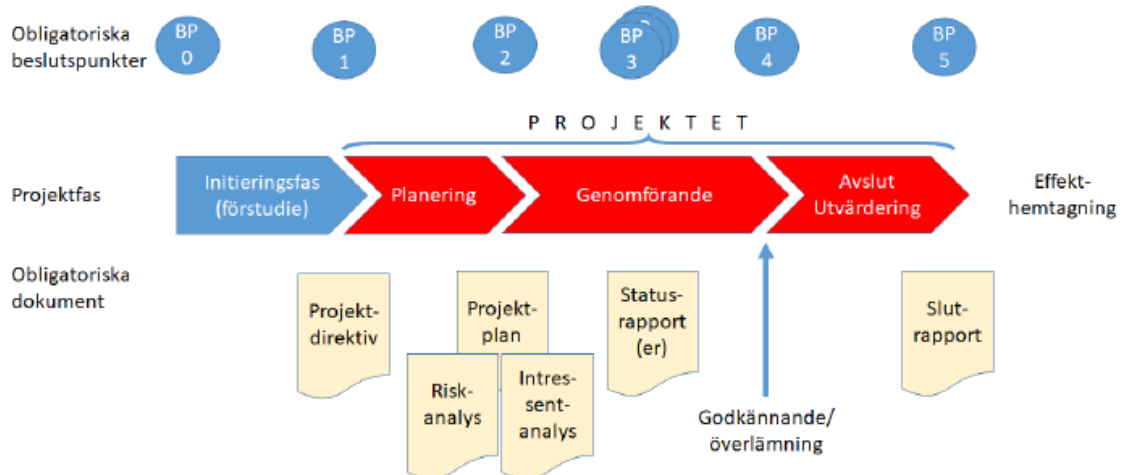 Obligatoriska
beslutspunkter
BP
0
BP
1
BP
2
BP
3
BP
4
BP
5
P R O J E K T E T
Projektfas
Initieringsfas
(förstudie)
Planering
Genomförande
Avslut
Utvärdering
Effekt-
hemtagning
Obligatoriska
dokument
Projekt-
direktiv
Projekt-
plan
Risk-
analys
Intres-
sent-
analys
Status-
rapport
(er)
Godkännande/
överlämning
Slut-
rapport